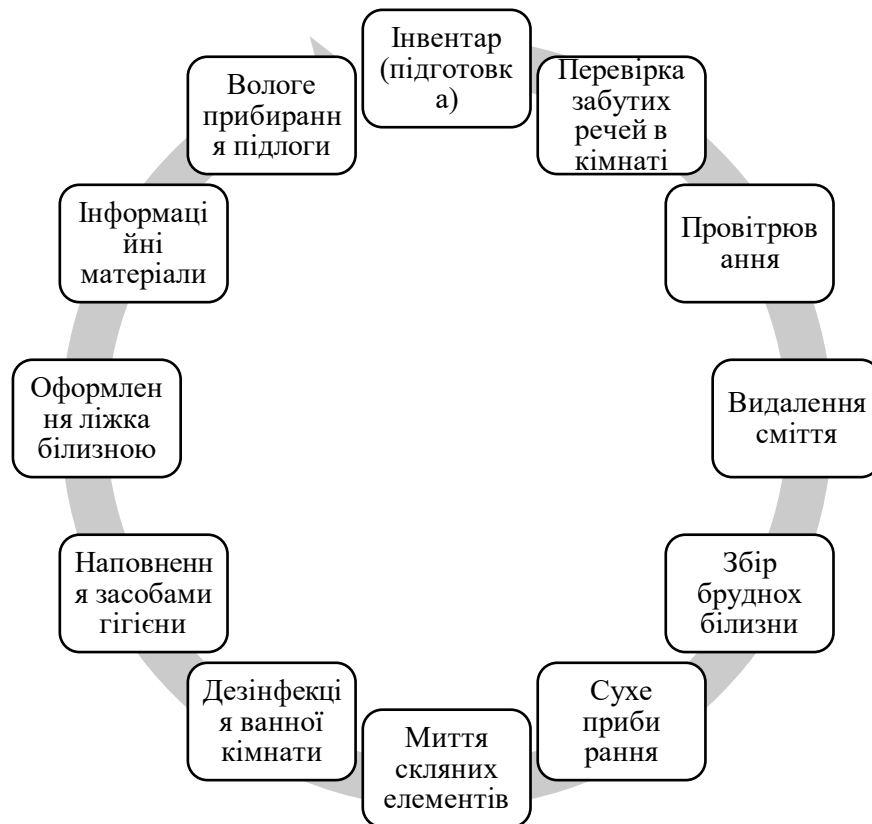 Інвентар
(підготовк
а)
Перевірка
забутих
речей в
кімнаті
Провітрюв
ання
Видалення
сміття
Збір
бруднох
білизни
Сухе
приби
рання
Миття
скляних
елементів
Дезінфекці
я ванної
кімнати
Наповненн
я засобами
гігієни
Оформлен
ня ліжка
білизною
Інформаці
йні
матеріали
Вологе
прибиранн
я підлоги